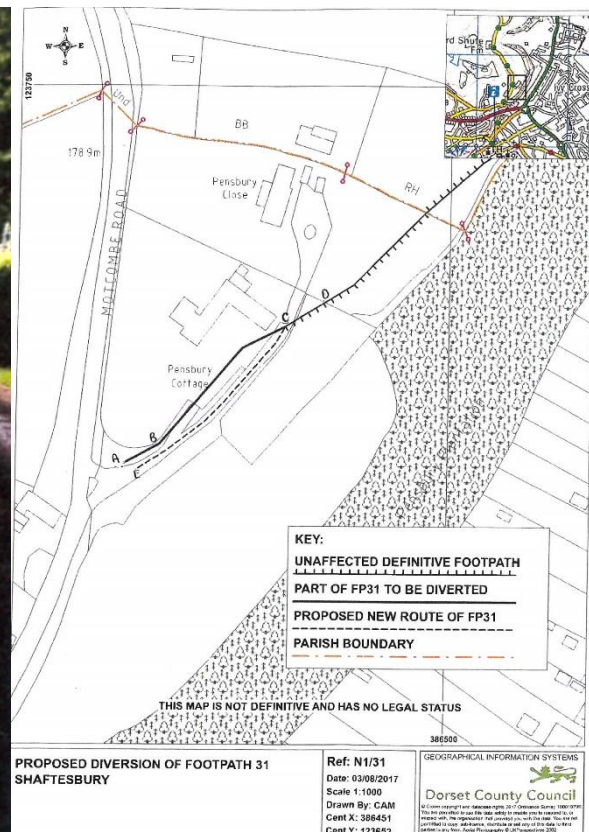 N
W E
S
123750
Und
BB
178.9m
Pensbury
Close
RH
MOTCOMBE ROAD
D
C
Pensbury
Cottage
B
A
E
KEY:
UNAFFECTED DEFINITIVE FOOTPATH
PART OF FP31 TO BE DIVERTED
PROPOSED NEW ROUTE OF FP31
PARISH BOUNDARY
THIS MAP IS NOT DEFINITIVE AND HAS NO LEGAL STATUS
386500
PROPOSED DIVERSION OF FOOTPATH 31
SHAFTESBURY
Ref: N1/31
Date: 03/08/2017
Scale 1:1000
Drawn By: CAM
Cent X: 386451
Cent Y: 123652
GEOGRAPHICAL INFORMATION SYSTEMS
Dorset County Council